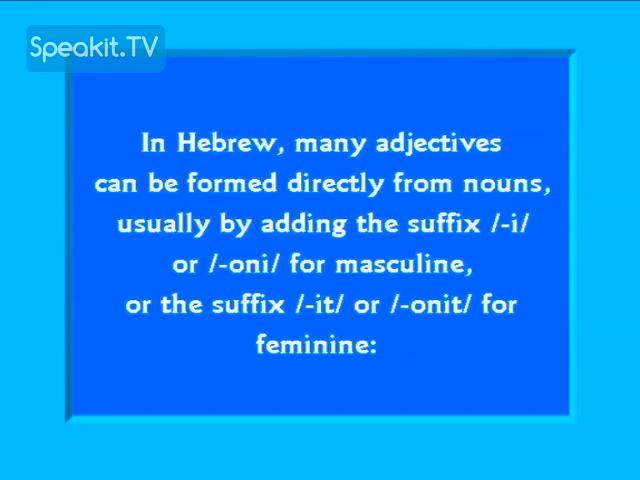 Speakit.TV
In Hebrew, many adjectives
can be formed directly from nouns,
usually by adding the suffix /-i/
or /-oni/ for masculine,
or the suffix /-it/ or /-onit/ for
feminine: